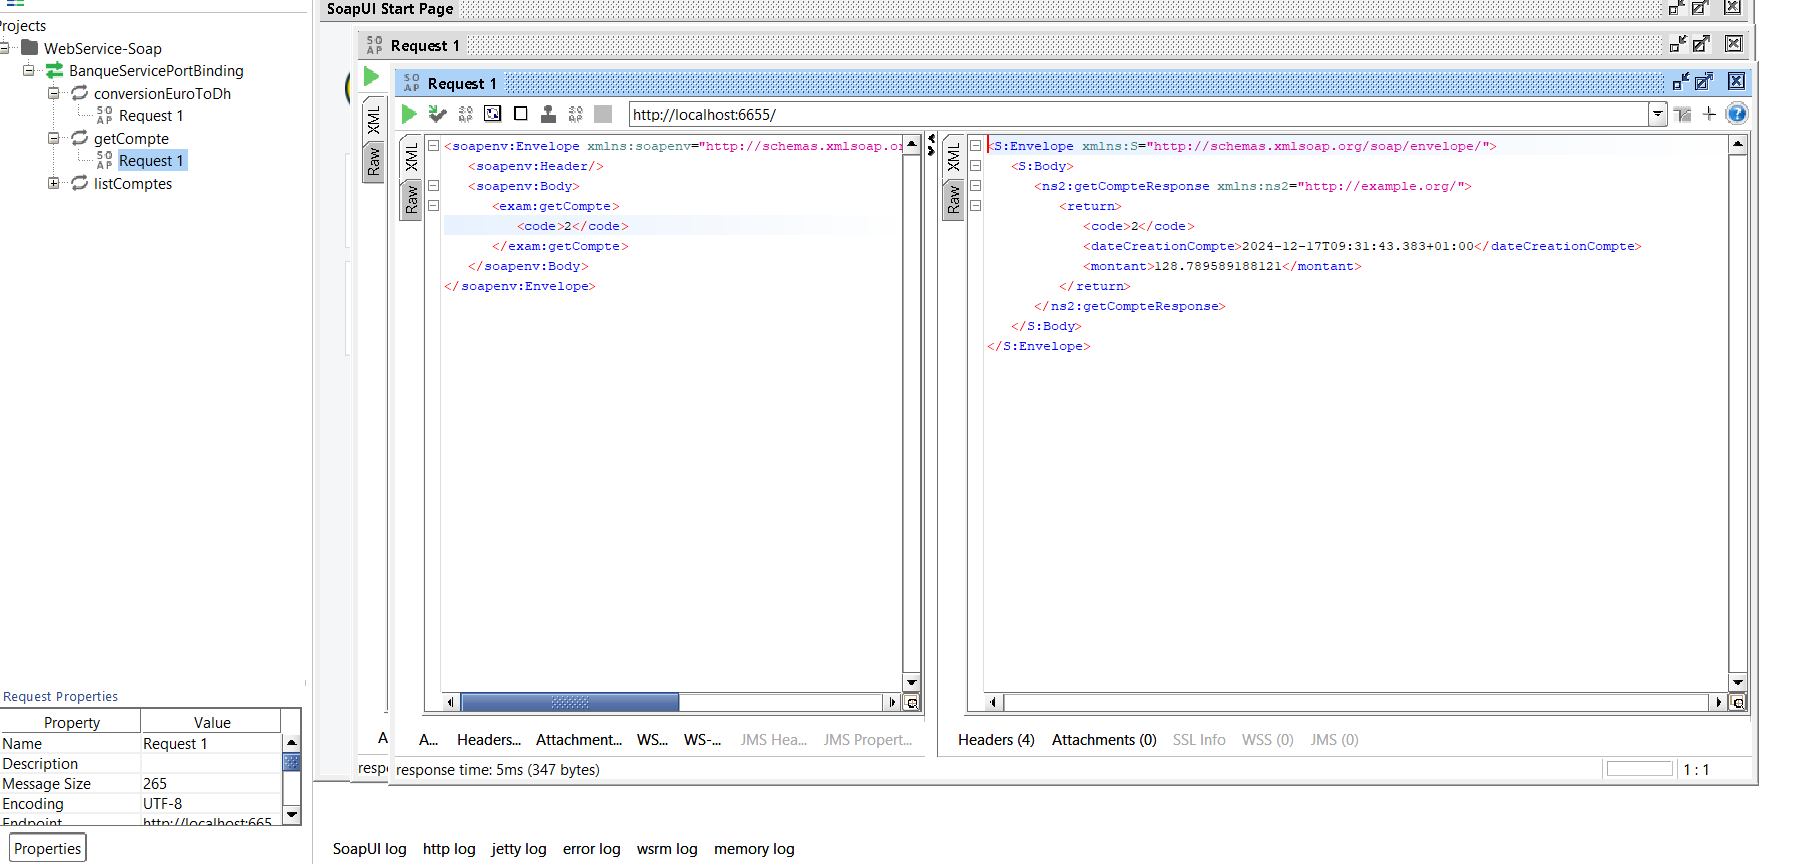 SoapUI Start Page
Projects
WebService-Soap
BanqueServicePortBinding
conversionEuroToDh
Request 1
getCompte
Request 1
listComptes
Request 1
XML
Raw
Request 1
http://localhost:6655/
XML
Raw
<soapenv:Envelope xmlns:soapenv="http://schemas.xmlsoap.or
<soapenv:Header/>
<soapenv:Body>
<exam:getCompte>
<code>2</code>
</exam:getCompte>
</soapenv:Body>
</soapenv:Envelope>
XML
Raw
<S:Envelope xmlns:S="http://schemas.xmlsoap.org/soap/envelope/">
<S:Body>
<ns2:getCompteResponse xmlns:ns2="http://example.org/">
<return>
<code>2</code>
<dateCreationCompte>2024-12-17T09:31:43.383+01:00</dateCreationCompte>
<montant>128.789589188121</montant>
</return>
</ns2:getCompteResponse>
</S:Body>
</S:Envelope>
A
A... Headers... Attachment... WS... WS-... JMS Hea... JMS Propert...
Headers (4) Attachments (0) SSL Info WSS (0) JMS (0)
resp
response time: 5ms (347 bytes)
1 : 1
Request Properties
Property Value
Name Request 1
Description
Message Size 265
Encoding UTF-8
Endpoint http://localhost:665
Properties
SoapUI log http log jetty log error log wsrm log memory log